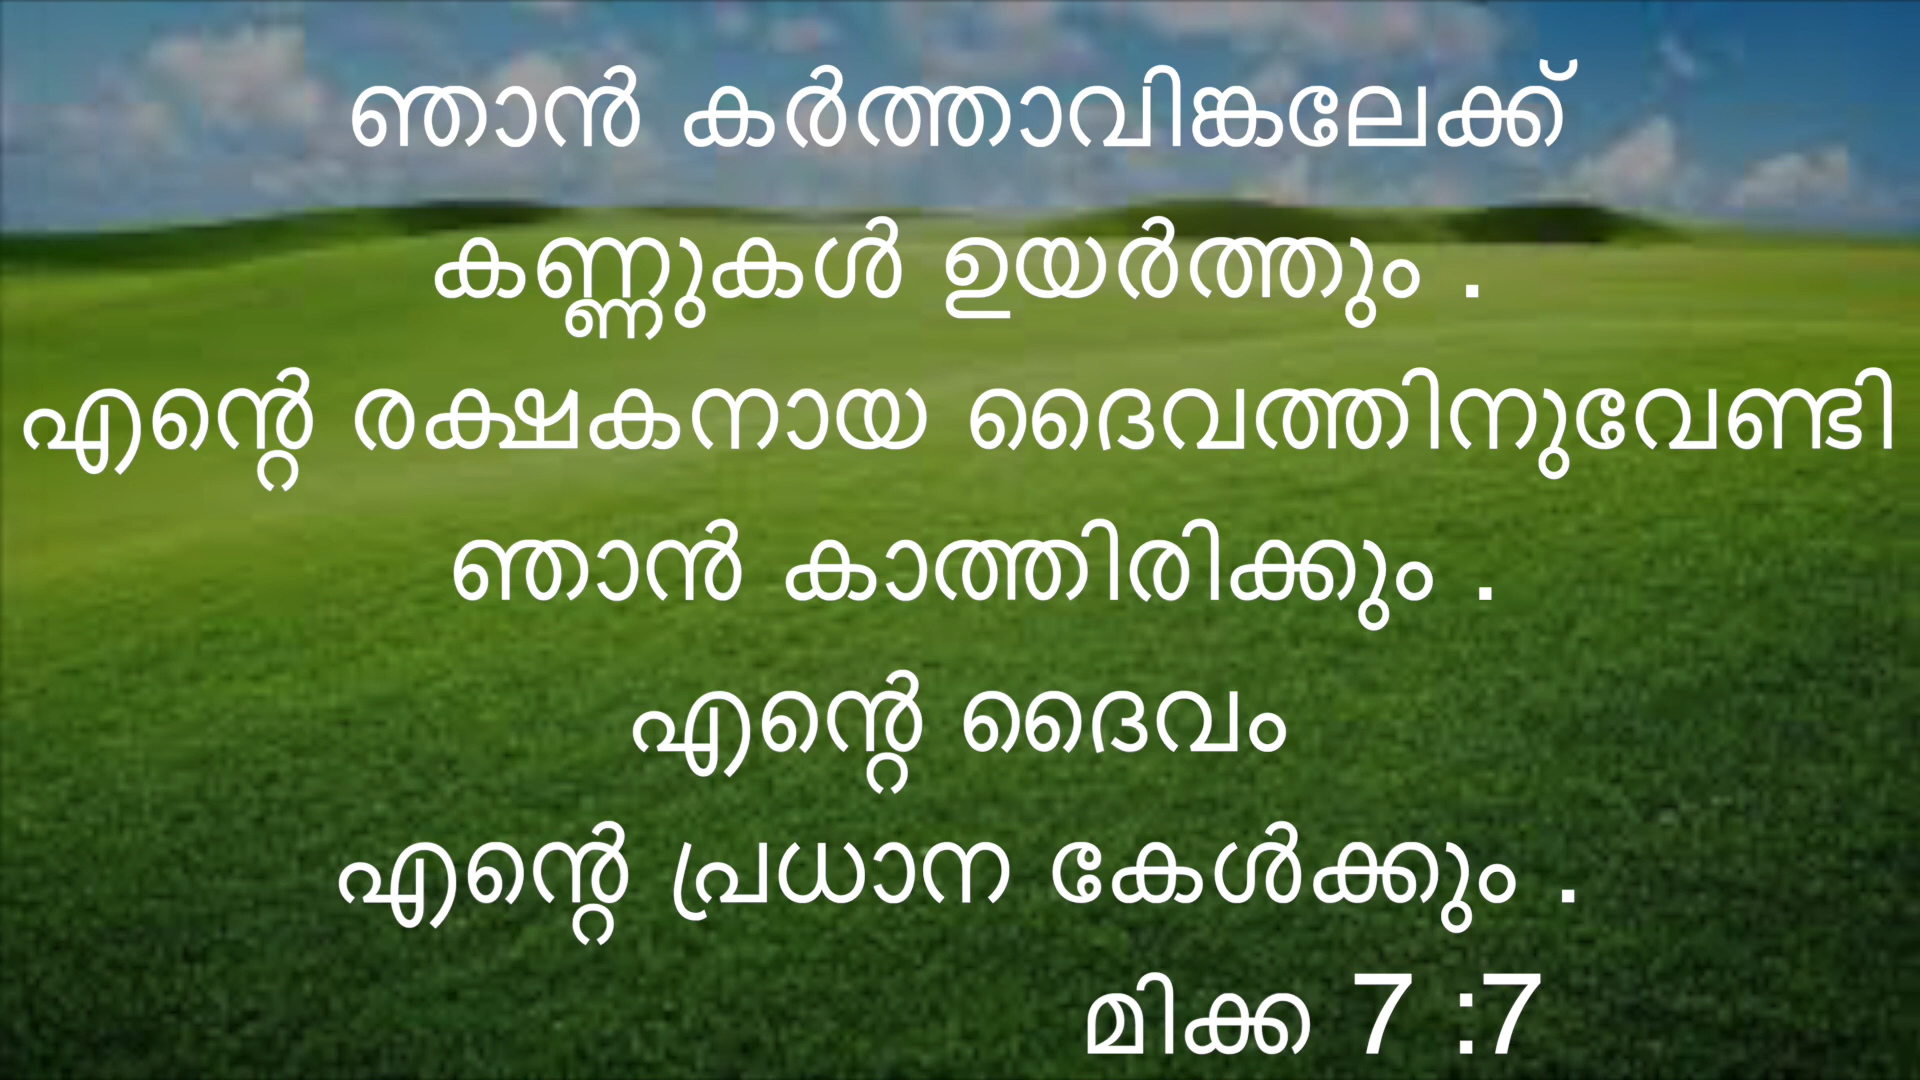 ഞാൻ കർത്താവിങ്കലേക്ക്
കണ്ണുകൾ ഉയർത്തും .
എന്റെ രക്ഷകനായ ദൈവത്തിനുവേണ്ടി
ഞാൻ കാത്തിരിക്കും .
എന്റെ ദൈവം
എന്റെ പ്രധാന കേൾക്കും .
മിക്ക 7 :7